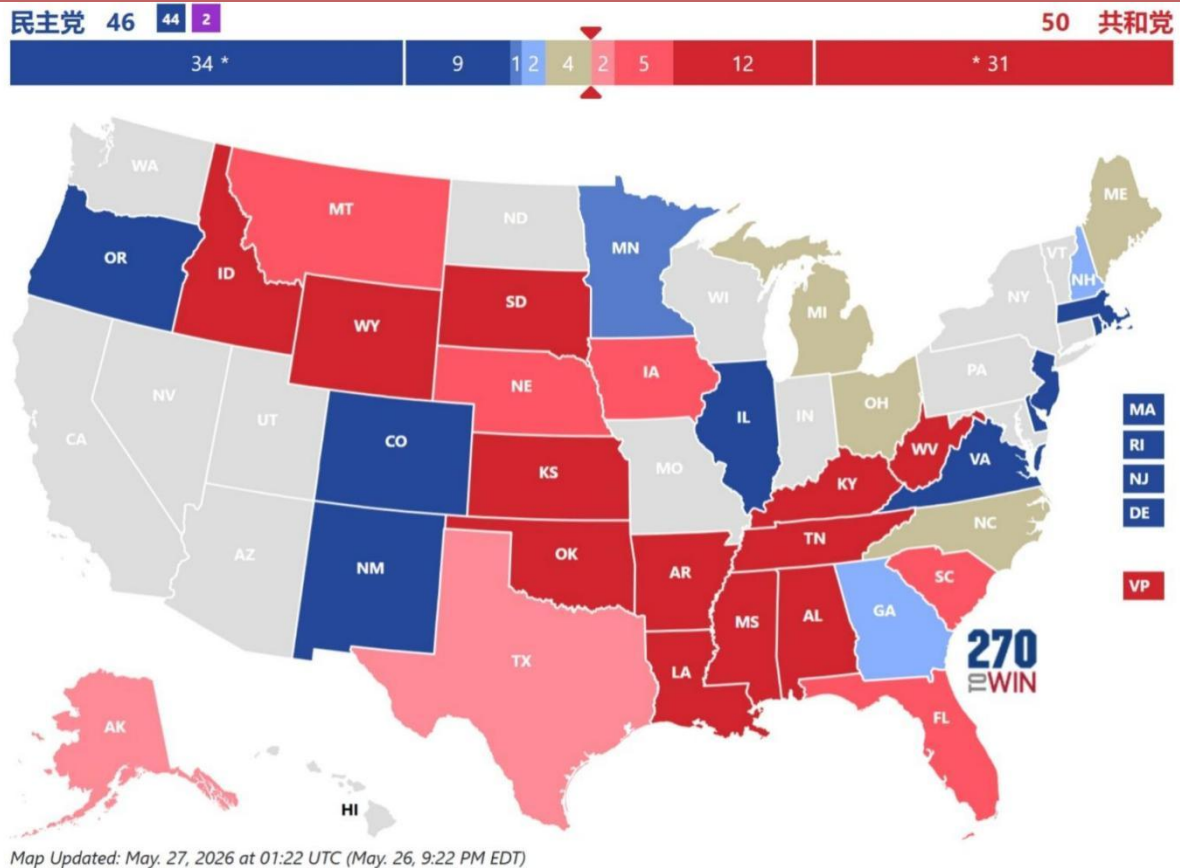 民主党 46 44 2
50 共和党
34 * 9 1 2 4 2 5 12 * 31
WA
MT
ND
MN
ME
OR
ID
SD
WI
VT
NH
WY
MI
NY
NE
IA
PA
NV
UT
CO
IL
IN
OH
MA
CA
KS
MO
WV
VA
RI
KY
NJ
AZ
NM
OK
TN
NC
DE
AR
SC
MS
AL
GA
VP
TX
LA
270
TO WIN
AK
FL
HI
Map Updated: May. 27, 2026 at 01:22 UTC (May. 26, 9:22 PM EDT)